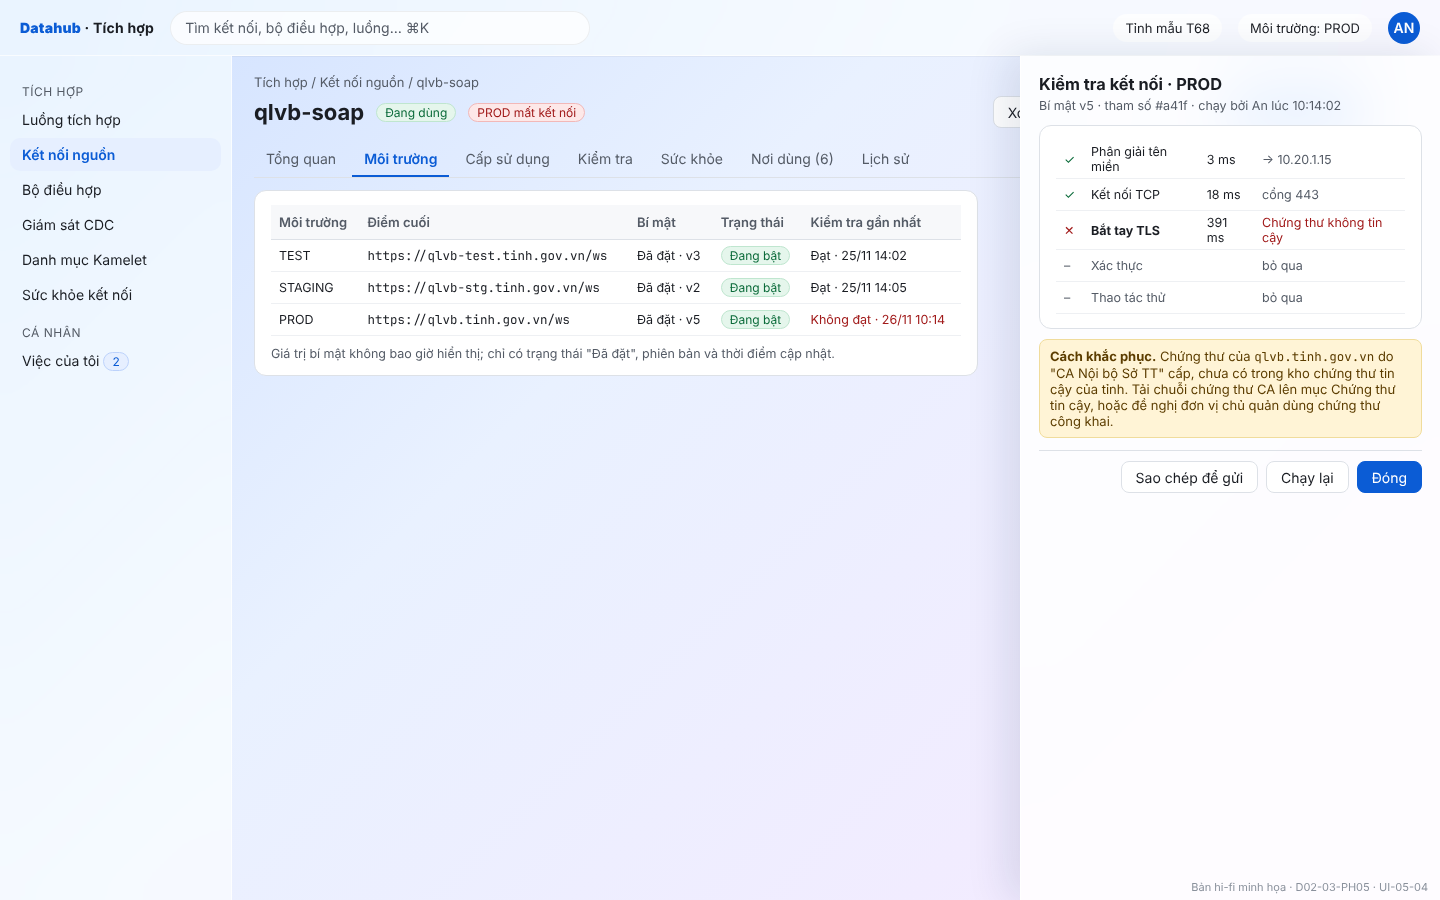 Datahub · Tích hợp
Tìm kết nối, bộ điều hợp, luồng... ⌘K
Tỉnh mẫu T68
Môi trường: PROD
AN
TÍCH HỢP
Luồng tích hợp
Kết nối nguồn
Bộ điều hợp
Giám sát CDC
Danh mục Kamelet
Sức khỏe kết nối
CÁ NHÂN
Việc của tôi 2
Tích hợp / Kết nối nguồn / qlvb-soap
qlvb-soap Đang dùng PROD mất kết nối
Tổng quan Môi trường Cấp sử dụng Kiểm tra Sức khỏe Nơi dùng (6) Lịch sử
Môi trường Điểm cuối Bí mật Trạng thái Kiểm tra gần nhất
TEST https://qlvb-test.tinh.gov.vn/ws Đã đặt · v3 Đang bật Đạt · 25/11 14:02
STAGING https://qlvb-stg.tinh.gov.vn/ws Đã đặt · v2 Đang bật Đạt · 25/11 14:05
PROD https://qlvb.tinh.gov.vn/ws Đã đặt · v5 Đang bật Không đạt · 26/11 10:14
Giá trị bí mật không bao giờ hiển thị; chỉ có trạng thái "Đã đặt", phiên bản và thời điểm cập nhật.
Kiểm tra kết nối · PROD
Bí mật v5 · tham số #a41f · chạy bởi An lúc 10:14:02
✓ Phân giải tên miền 3 ms → 10.20.1.15
✓ Kết nối TCP 18 ms cổng 443
✕ Bắt tay TLS 391 ms Chứng thư không tin cậy
– Xác thực bỏ qua
– Thao tác thử bỏ qua
Cách khắc phục. Chứng thư của qlvb.tinh.gov.vn do
"CA Nội bộ Sở TT" cấp, chưa có trong kho chứng thư tin
cậy của tỉnh. Tải chuỗi chứng thư CA lên mục Chứng thư
tin cậy, hoặc đề nghị đơn vị chủ quản dùng chứng thư
công khai.
Sao chép để gửi Chạy lại Đóng
Bản hi-fi minh họa · D02-03-PH05 · UI-05-04